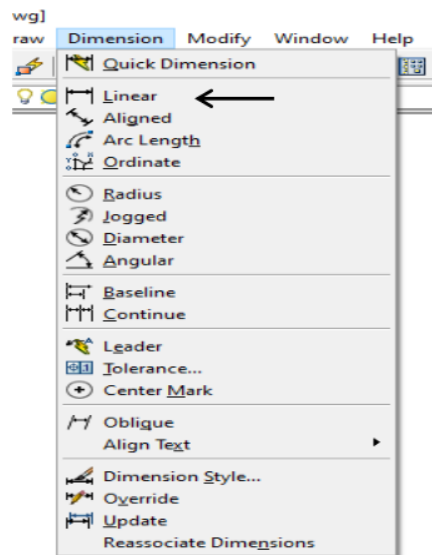 wg]
raw Dimension Modify Window Help
Quick Dimension
Linear
Aligned
Arc Length
Ordinate
Radius
Jogged
Diameter
Angular
Baseline
Continue
Leader
Tolerance...
Center Mark
Oblique
Align Text
Dimension Style...
Override
Update
Reassociate Dimensions